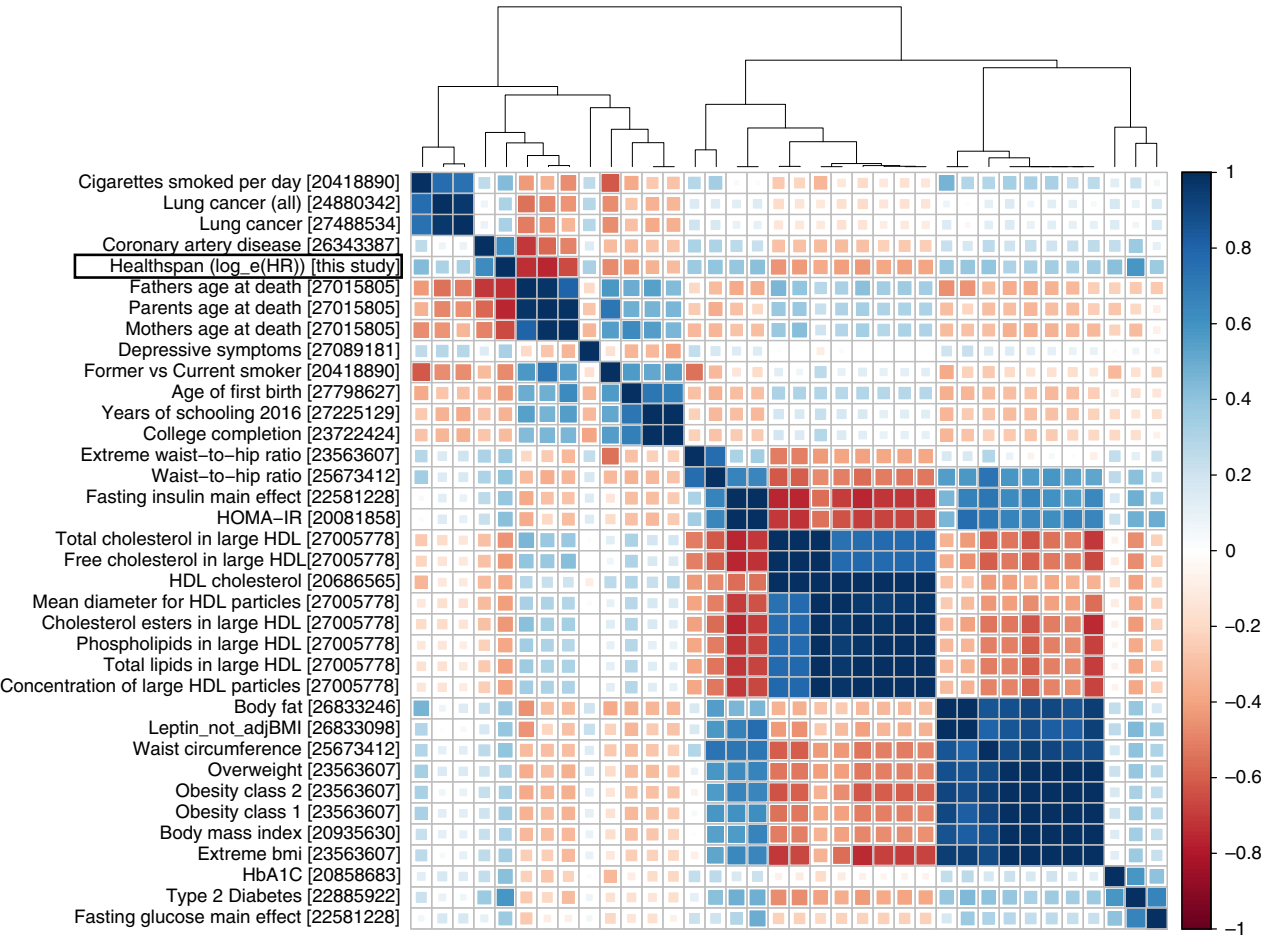 Cigarettes smoked per day [20418890]
Lung cancer (all) [24880342]
Lung cancer [27488534]
Coronary artery disease [26343387]
Healthspan (log_e(HR)) [this study]
Fathers age at death [27015805]
Parents age at death [27015805]
Mothers age at death [27015805]
Depressive symptoms [27089181]
Former vs Current smoker [20418890]
Age of first birth [27798627]
Years of schooling 2016 [27225129]
College completion [23722424]
Extreme waist−to−hip ratio [23563607]
Waist−to−hip ratio [25673412]
Fasting insulin main effect [22581228]
HOMA−IR [20081858]
Total cholesterol in large HDL [27005778]
Free cholesterol in large HDL[27005778]
HDL cholesterol [20686565]
Mean diameter for HDL particles [27005778]
Cholesterol esters in large HDL [27005778]
Phospholipids in large HDL [27005778]
Total lipids in large HDL [27005778]
Concentration of large HDL particles [27005778]
Body fat [26833246]
Leptin_not_adjBMI [26833098]
Waist circumference [25673412]
Overweight [23563607]
Obesity class 2 [23563607]
Obesity class 1 [23563607]
Body mass index [20935630]
Extreme bmi [23563607]
HbA1C [20858683]
Type 2 Diabetes [22885922]
Fasting glucose main effect [22581228]
1
0.8
0.6
0.4
0.2
0
−0.2
−0.4
−0.6
−0.8
−1